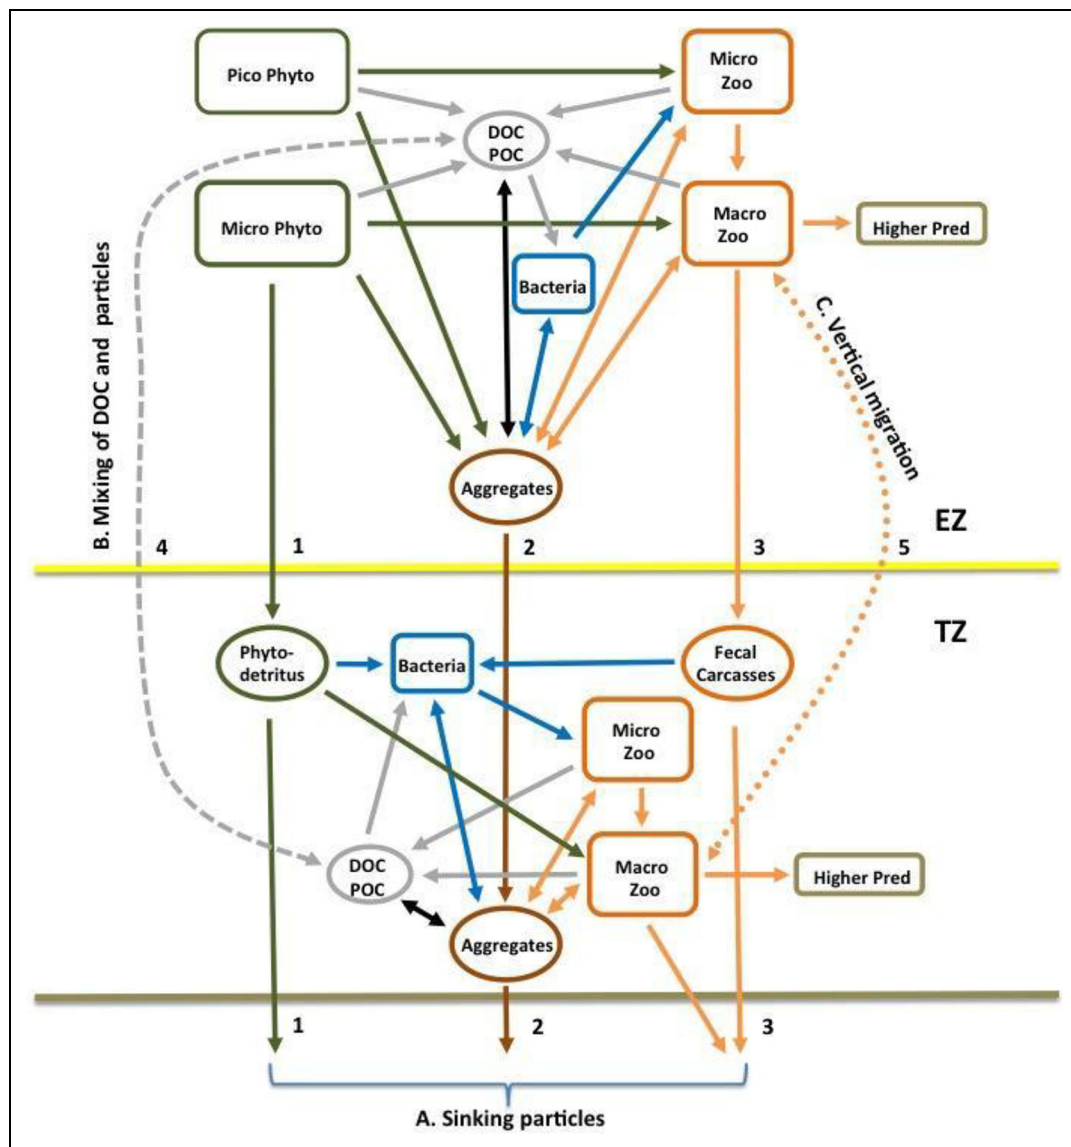 Pico Phyto
Micro
Zoo
DOC
POC
Micro Phyto
Macro
Zoo
Higher Pred
Bacteria
B. Mixing of DOC and particles
C. Vertical migration
Aggregates
EZ
4
1
2
3
5
TZ
Phyto-
detritus
Bacteria
Fecal
Carcasses
Micro
Zoo
DOC
POC
Macro
Zoo
Higher Pred
Aggregates
1
2
3
A. Sinking particles